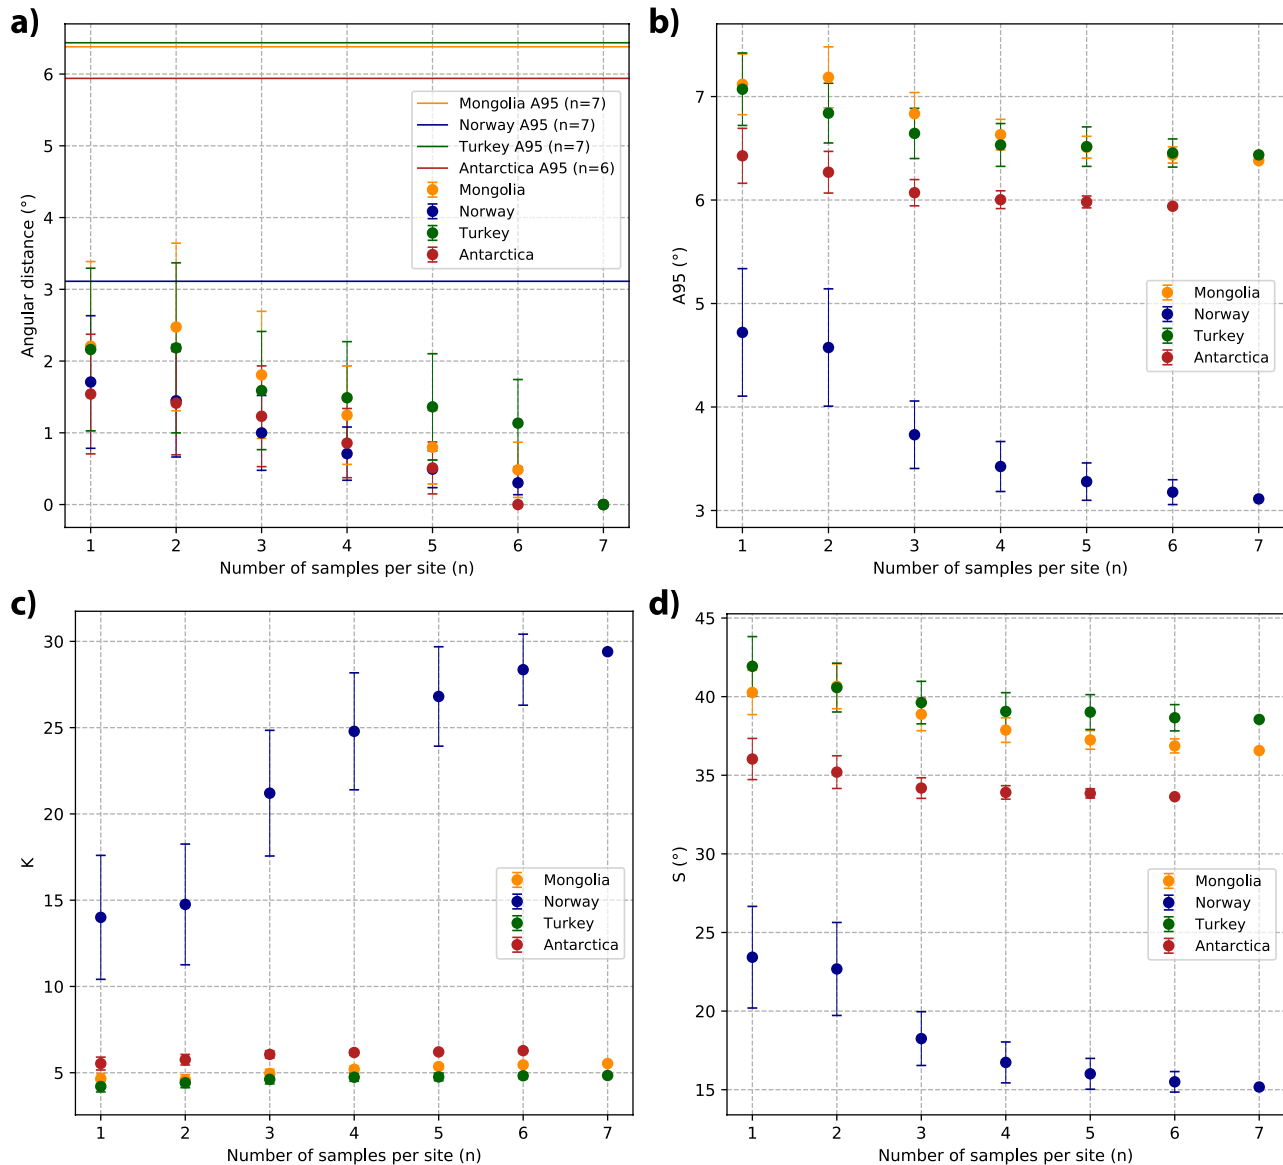 a)
6
5
4
3
2
1
0
Angular distance (°)
Mongolia A95 (n=7)
Norway A95 (n=7)
Turkey A95 (n=7)
Antarctica A95 (n=6)
Mongolia
Norway
Turkey
Antarctica
1 2 3 4 5 6 7
Number of samples per site (n)
b)
7
6
5
4
3
A95 (°)
Mongolia
Norway
Turkey
Antarctica
1 2 3 4 5 6 7
Number of samples per site (n)
c)
30
25
20
15
10
5
K
Mongolia
Norway
Turkey
Antarctica
1 2 3 4 5 6 7
Number of samples per site (n)
d)
45
40
35
30
25
20
15
S (°)
Mongolia
Norway
Turkey
Antarctica
1 2 3 4 5 6 7
Number of samples per site (n)